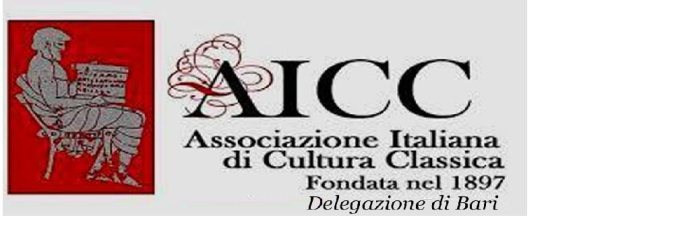 AICC
Associazione Italiana
di Cultura Classica
Fondata nel 1897
Delegazione di Bari